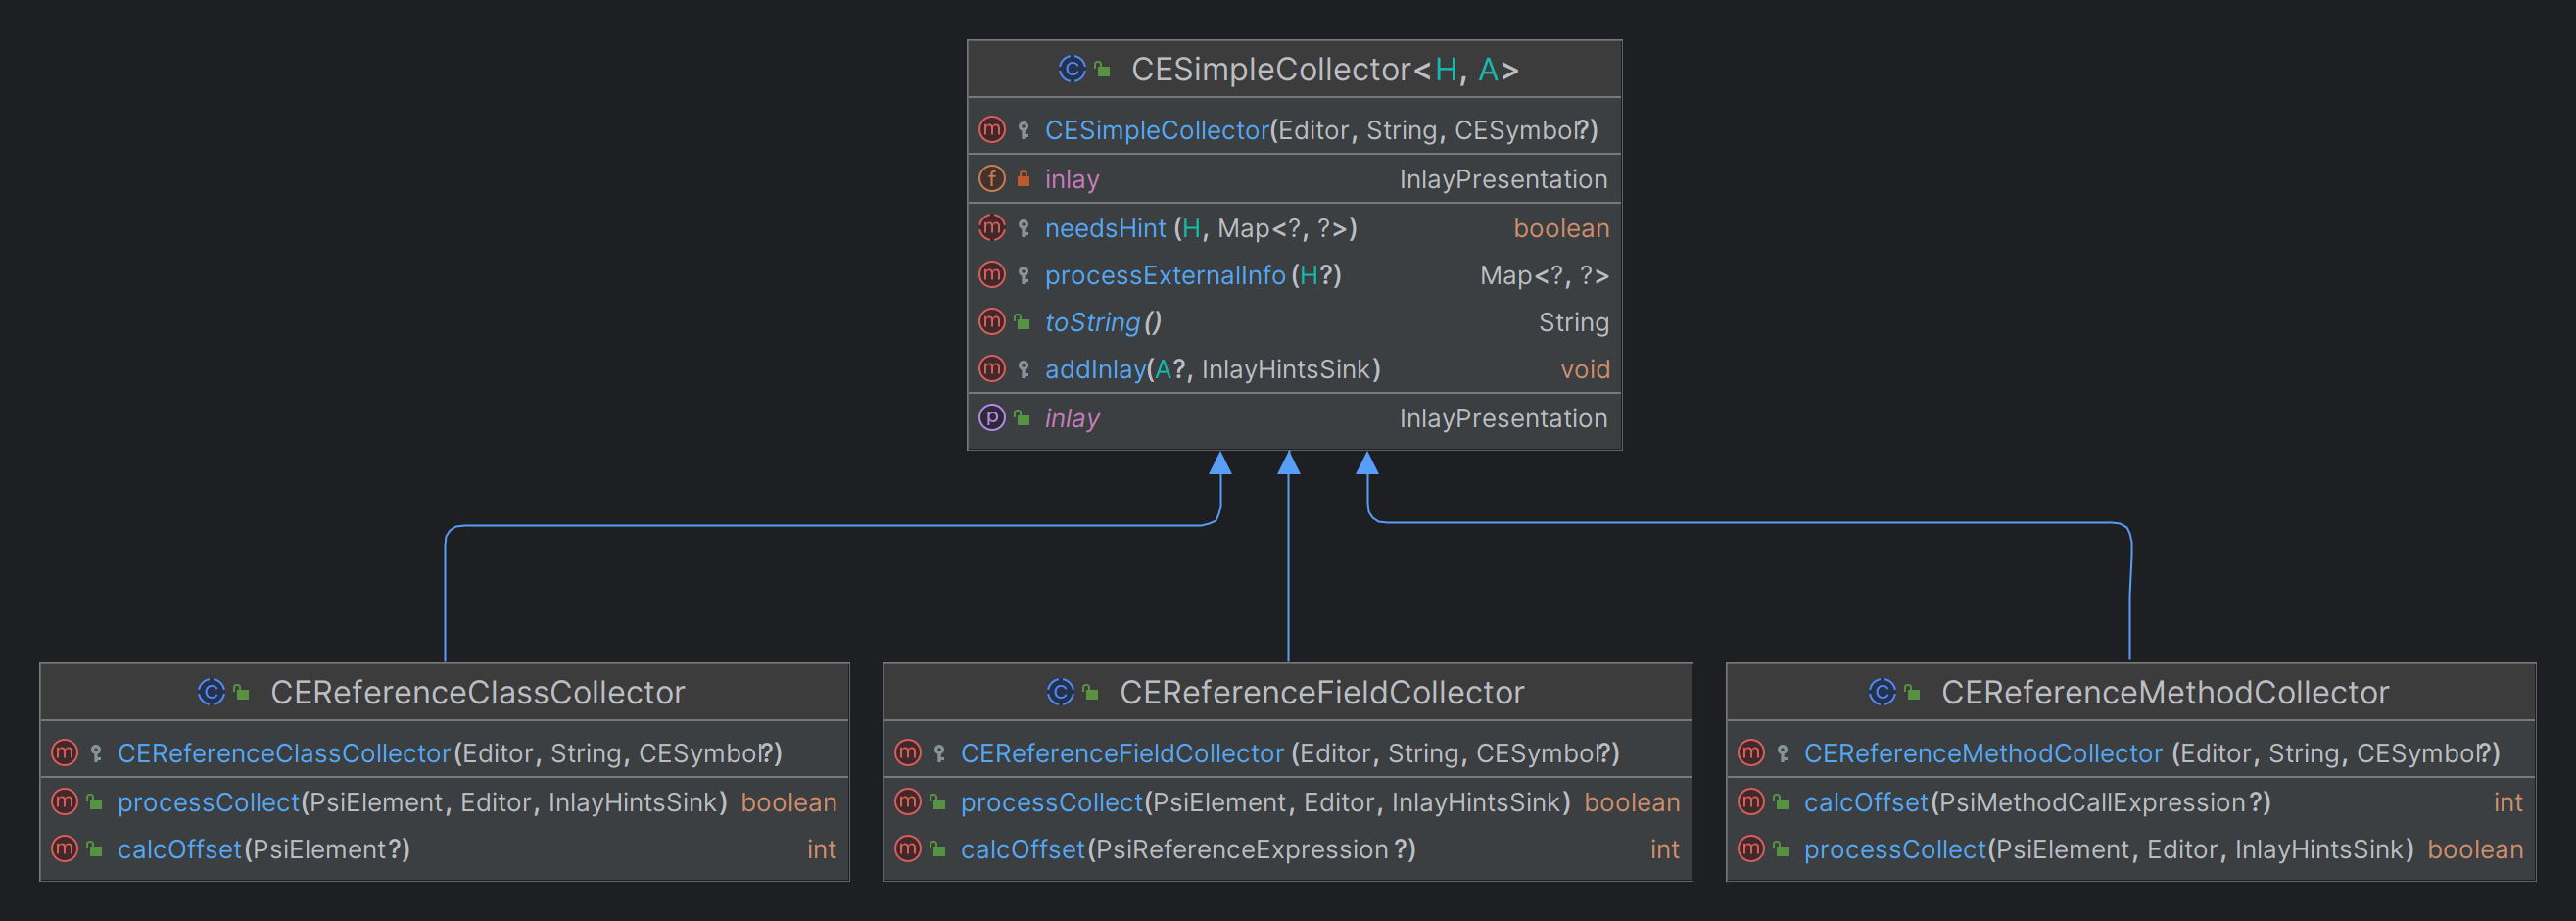 CESimpleCollector<H, A>
CESimpleCollector(Editor, String, CESymbol?)
inlay InlayPresentation
needsHint(H, Map<?, ?>) boolean
processExternalInfo(H?) Map<?, ?>
toString() String
addInlay(A?, InlayHintsSink) void
inlay InlayPresentation
CEReferenceClassCollector
CEReferenceClassCollector(Editor, String, CESymbol?)
processCollect(PsiElement, Editor, InlayHintsSink) boolean
calcOffset(PsiElement?) int
CEReferenceFieldCollector
CEReferenceFieldCollector(Editor, String, CESymbol?)
processCollect(PsiElement, Editor, InlayHintsSink) boolean
calcOffset(PsiReferenceExpression?) int
CEReferenceMethodCollector
CEReferenceMethodCollector(Editor, String, CESymbol?)
calcOffset(PsiMethodCallExpression?) int
processCollect(PsiElement, Editor, InlayHintsSink) boolean